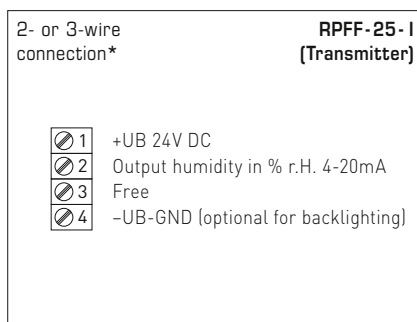 2- or 3-wire connection*
RPFF-25-I (Transmitter)
1 +UB 24V DC
2 Output humidity in % r.H. 4-20mA
3 Free
4 –UB-GND (optional for backlighting)